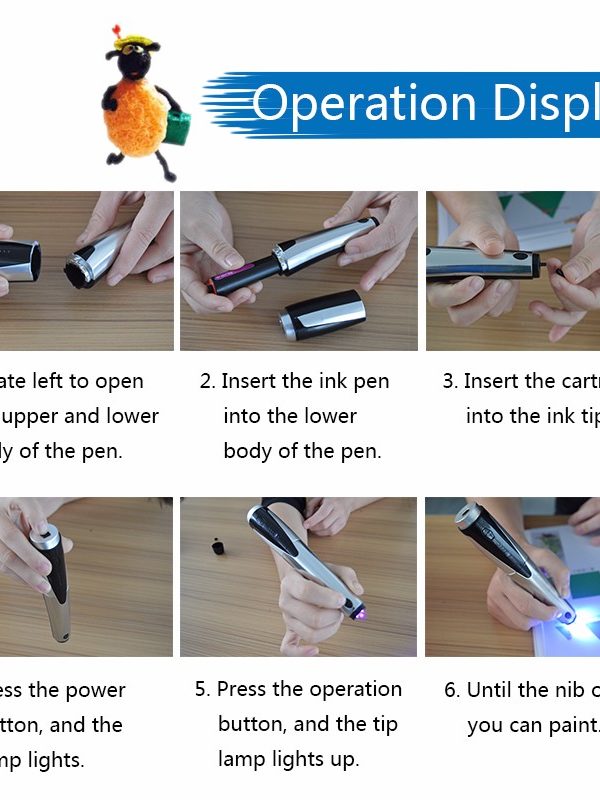 Operation Displ
ate left to open
upper and lower
y of the pen.
2. Insert the ink pen
into the lower
body of the pen.
3. Insert the cart
into the ink tip
ess the power
tton, and the
mp lights.
5. Press the operation
button, and the tip
lamp lights up.
6. Until the nib
you can paint.